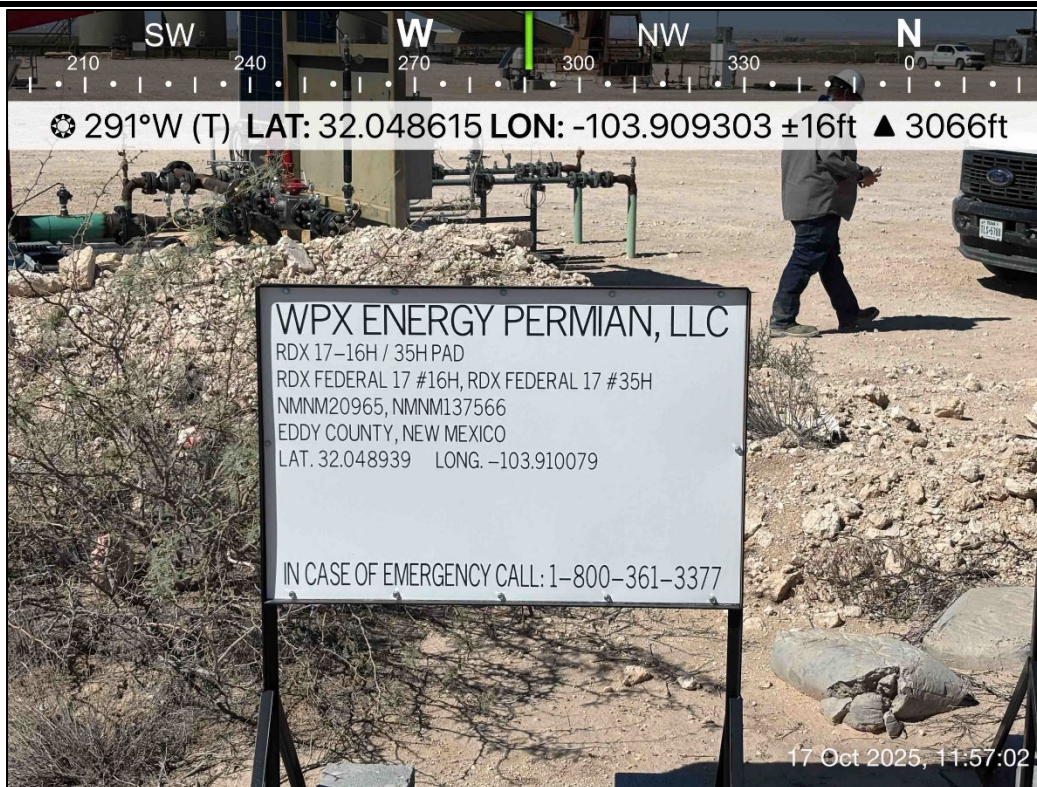 SW W NW N
210 240 270 300 330 0
291°W (T) LAT: 32.048615 LON: -103.909303 ±16ft ▲ 3066ft
WPX ENERGY PERMIAN, LLC
RDX 17-16H / 35H PAD
RDX FEDERAL 17 #16H, RDX FEDERAL 17 #35H
NMNM20965, NMNM137566
EDDY COUNTY, NEW MEXICO
LAT. 32.048939 LONG. -103.910079
IN CASE OF EMERGENCY CALL: 1-800-361-3377
17 Oct 2025, 11:57:02